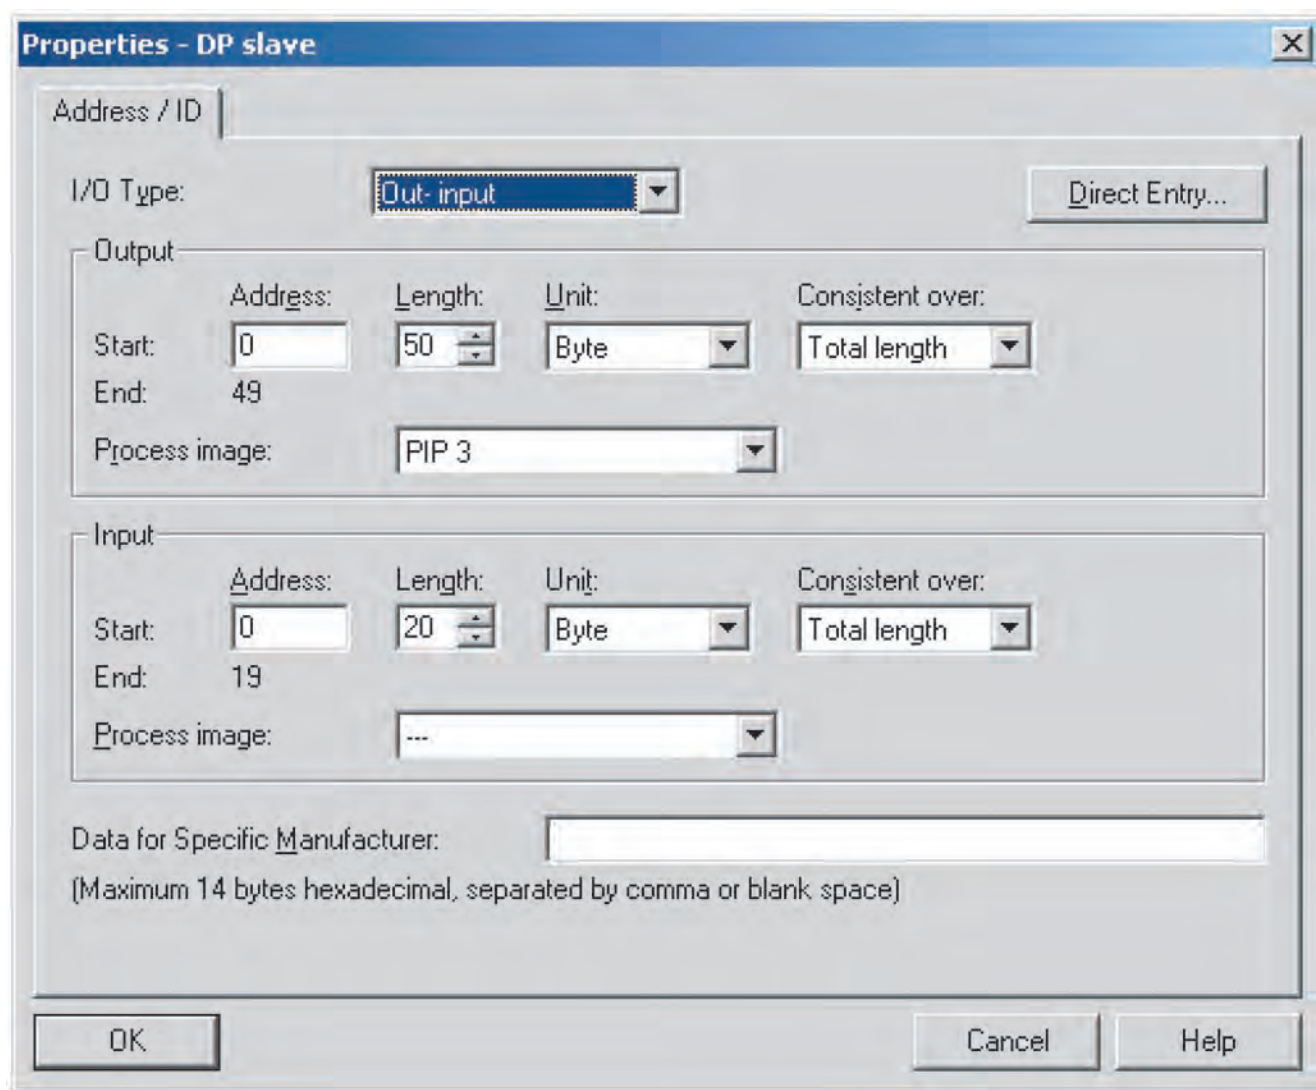 Properties - DP slave
Address / ID
I/O Type: Out- input Direct Entry...
Output
Address: Length: Unit: Consistent over:
Start: 0 50 Byte Total length
End: 49
Process image: PIP 3
Input
Address: Length: Unit: Consistent over:
Start: 0 20 Byte Total length
End: 19
Process image: ---
Data for Specific Manufacturer:
(Maximum 14 bytes hexadecimal, separated by comma or blank space)
OK Cancel Help